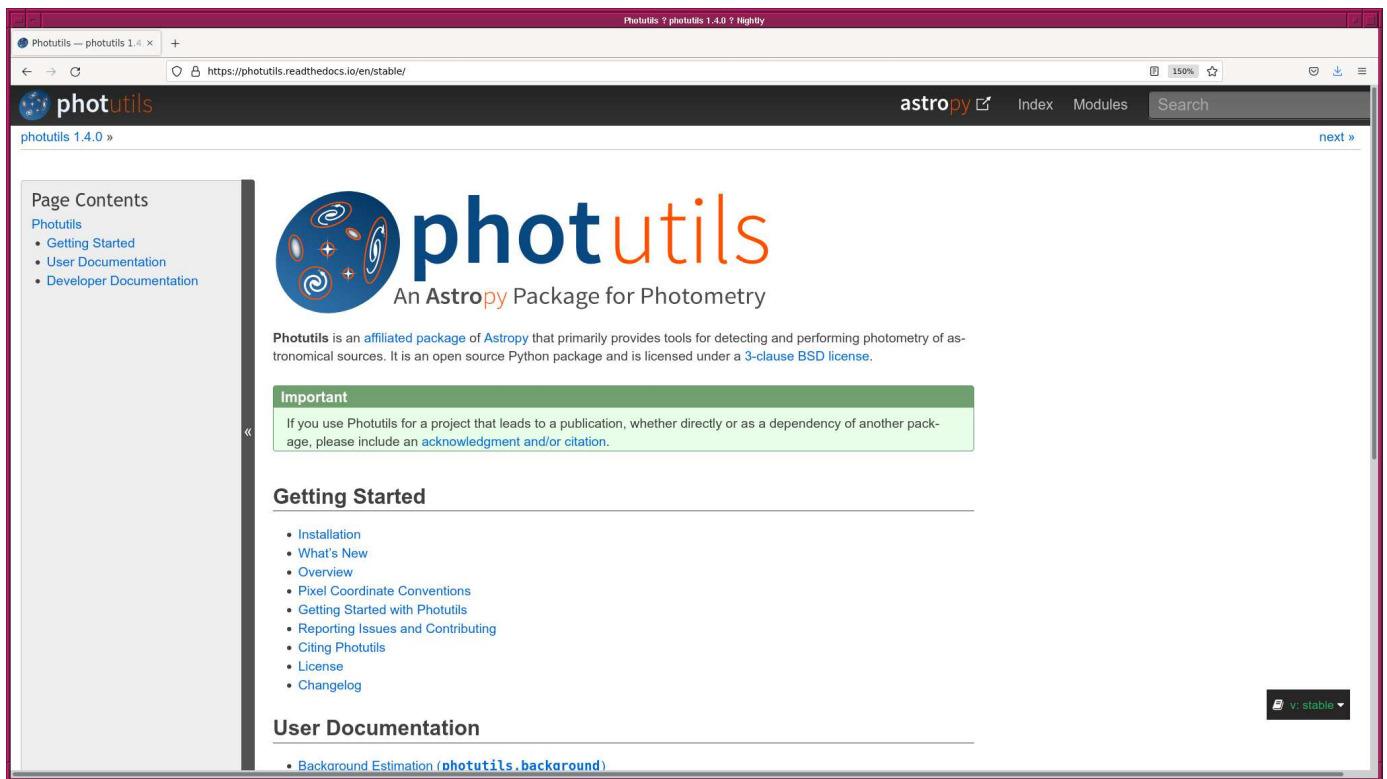 Photutils ? photutils 1.4.0 ? Nightly
Photutils — photutils 1.4 × +
https://photutils.readthedocs.io/en/stable/ 150%
photutils astropy Index Modules Search
photutils 1.4.0 » next »
Page Contents
Photutils
• Getting Started
• User Documentation
• Developer Documentation
«
photutils
An Astropy Package for Photometry
Photutils is an affiliated package of Astropy that primarily provides tools for detecting and performing photometry of as-
tronomical sources. It is an open source Python package and is licensed under a 3-clause BSD license.
Important
If you use Photutils for a project that leads to a publication, whether directly or as a dependency of another pack-
age, please include an acknowledgment and/or citation.
Getting Started
• Installation
• What's New
• Overview
• Pixel Coordinate Conventions
• Getting Started with Photutils
• Reporting Issues and Contributing
• Citing Photutils
• License
• Changelog
v: stable
User Documentation
• Background Estimation (photutils.background)